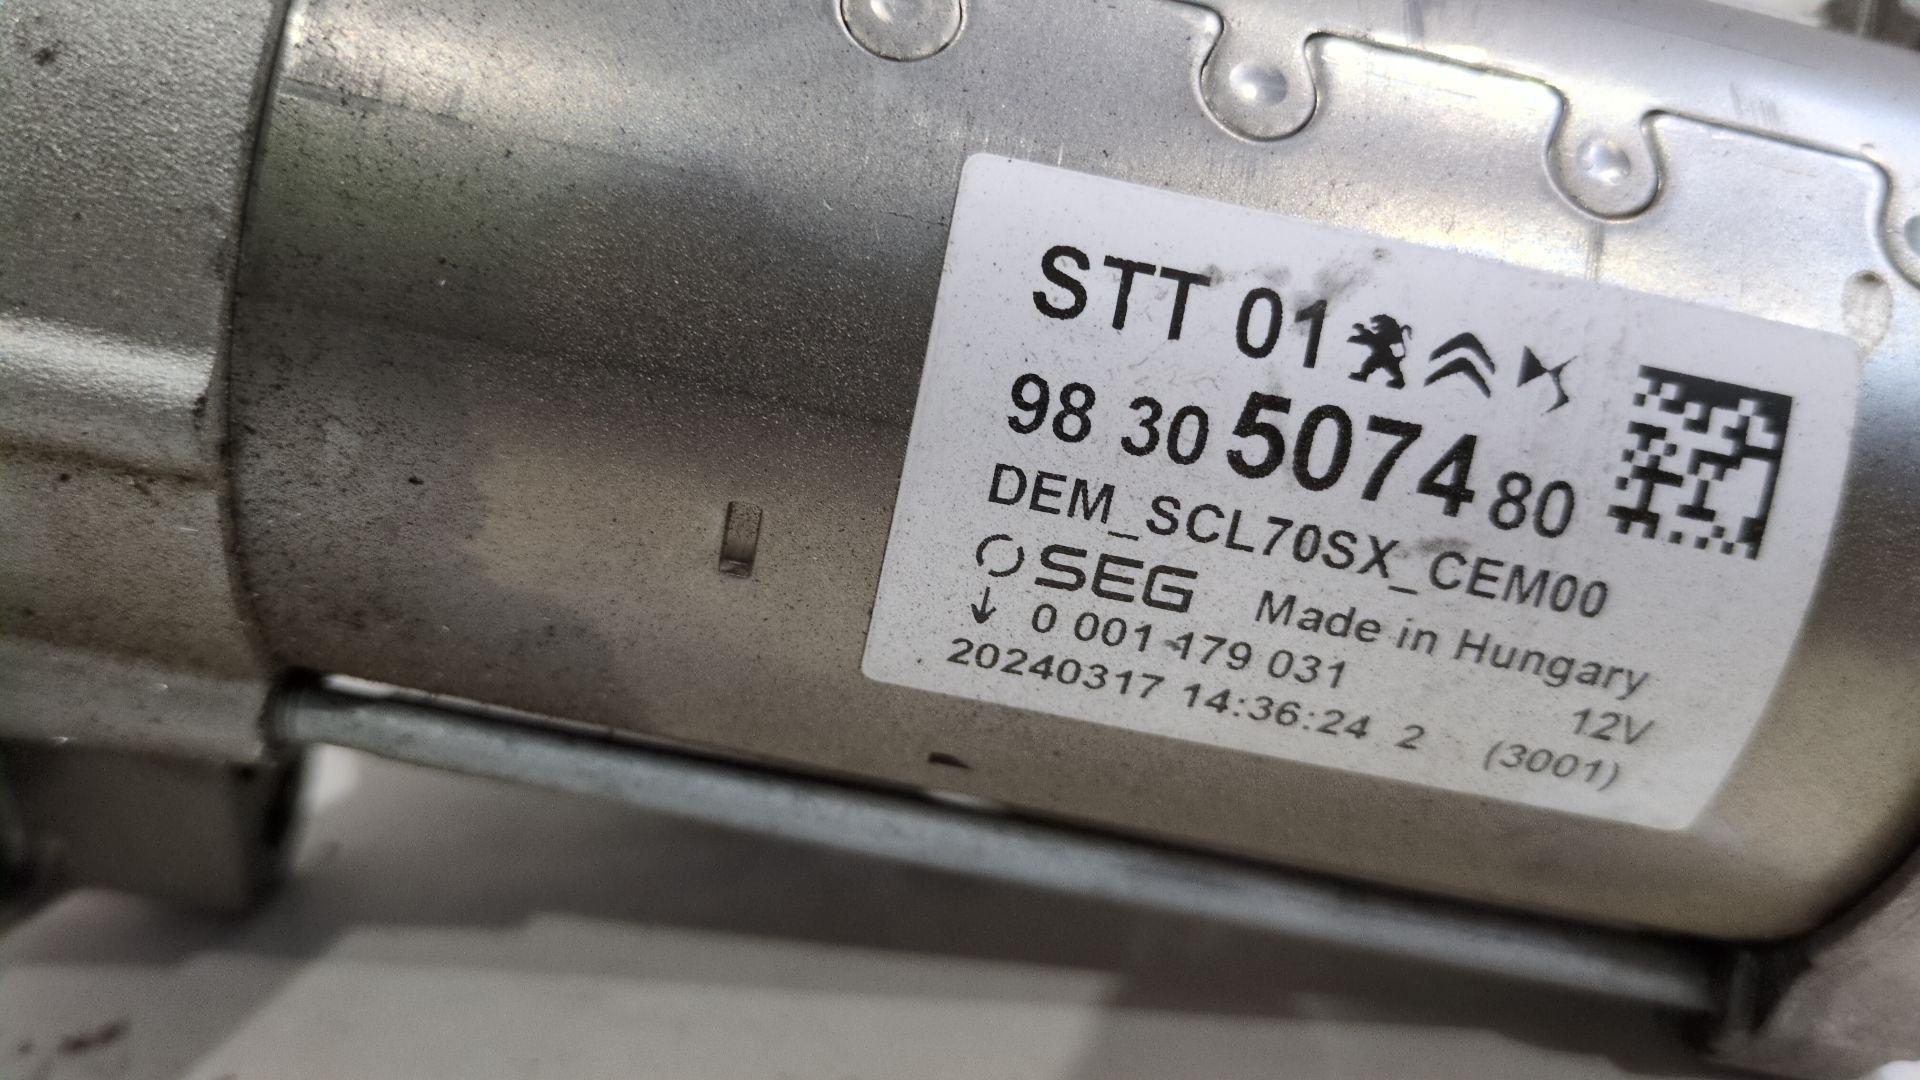 STT 01
98 30 5074 80
DEM_SCL70SX_CEM00
SEG Made in Hungary
↓ 0 001 179 031 12V
20240317 14:36:24 2 (3001)